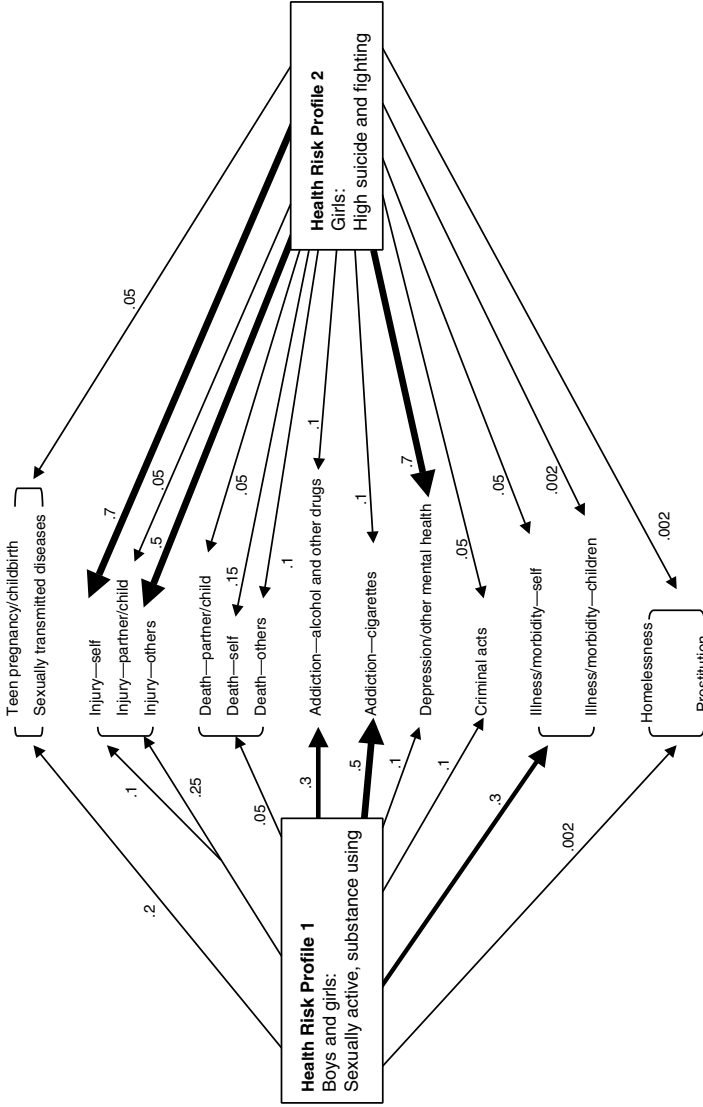 Health Risk Profile 1
Boys and girls:
Sexually active, substance using
.2
.1
.25
.05
.3
.5
.1
.1
.3
.002
Teen pregnancy/childbirth
Sexually transmitted diseases
Injury—self
Injury—partner/child
Injury—others
Death—partner/child
Death—self
Death—others
Addiction—alcohol and other drugs
Addiction—cigarettes
Depression/other mental health
Criminal acts
Illness/morbidity—self
Illness/morbidity—children
Homelessness
Prostitution
.05
.7
.05
.5
.05
.15
.1
.1
.1
.7
.05
.05
.002
.002
Health Risk Profile 2
Girls:
High suicide and fighting